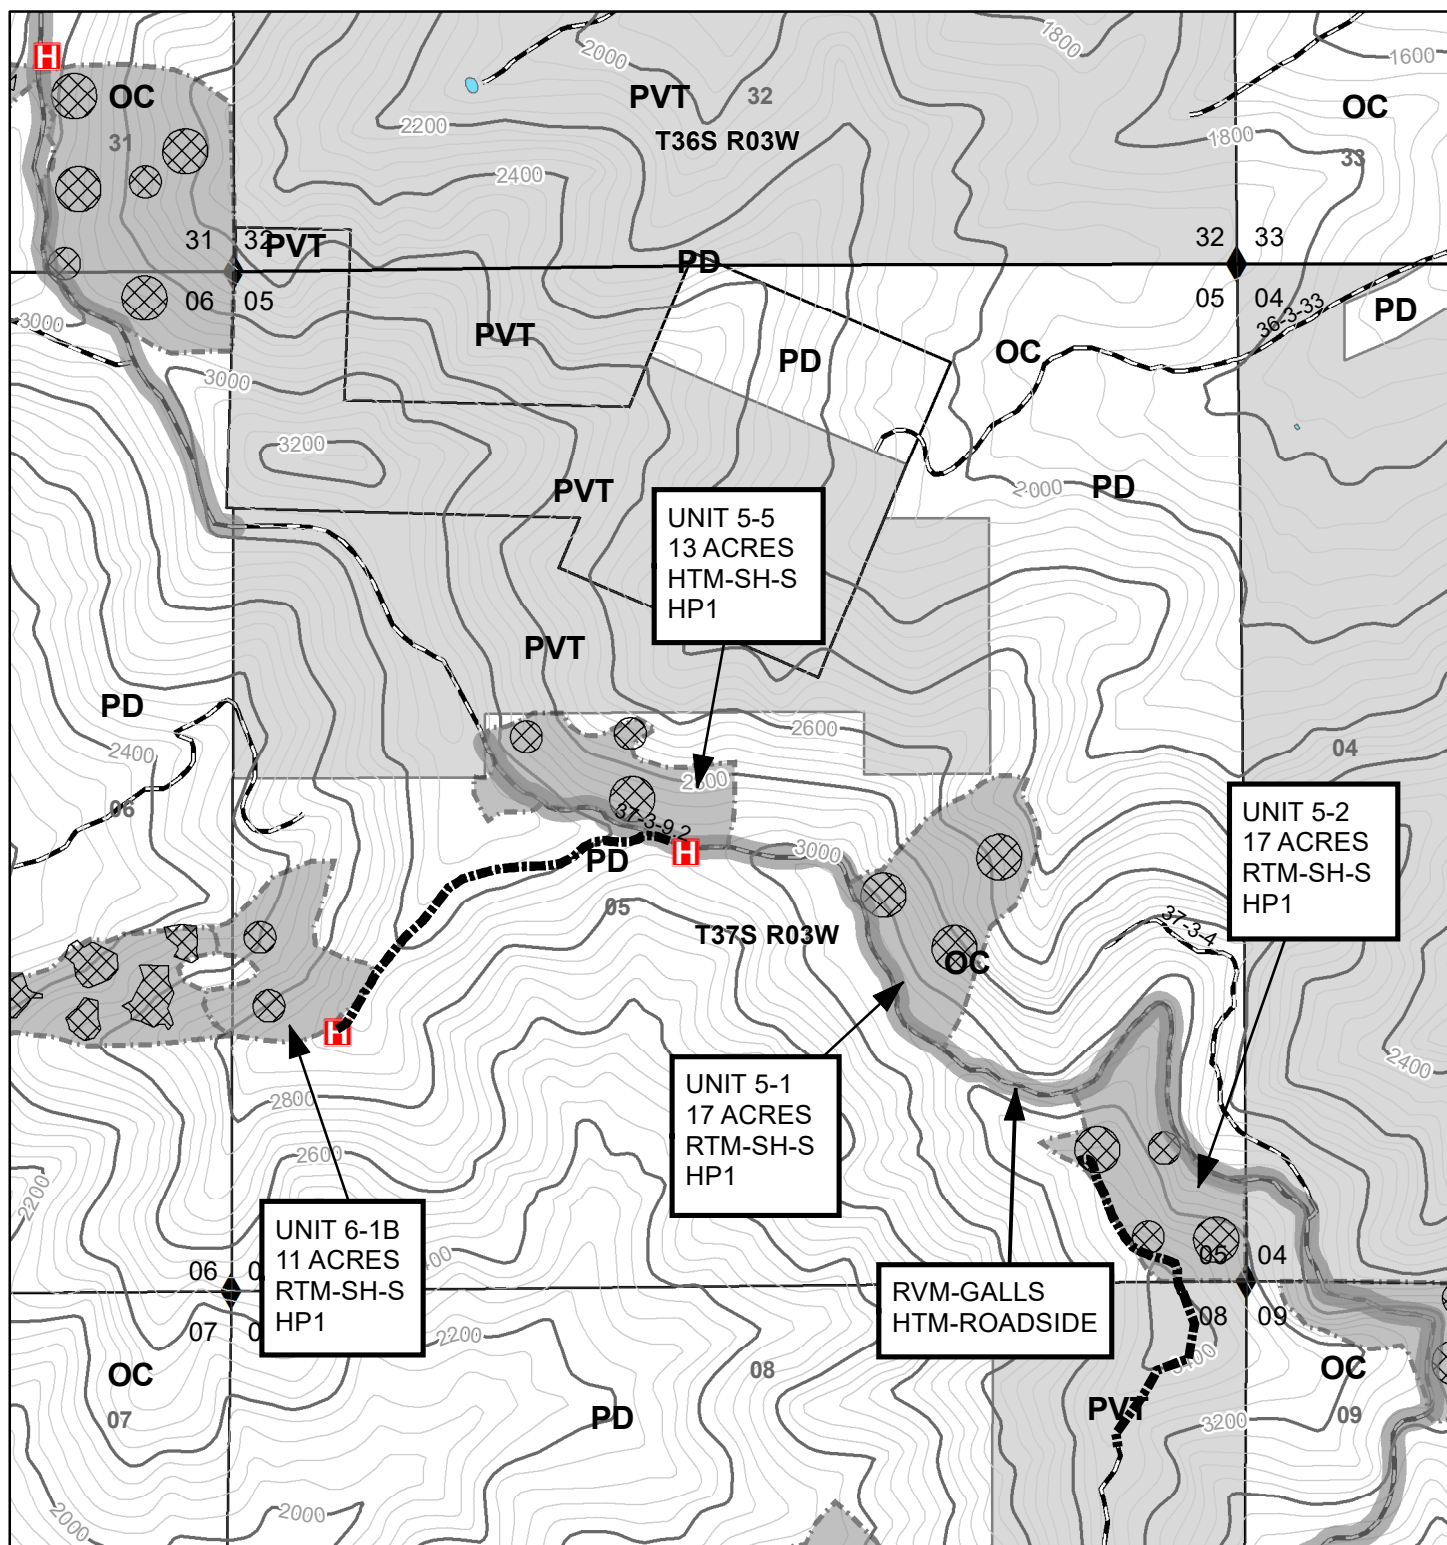 H
OC
31
2000
PVT
32
T36S R03W
1800
1600
OC
33
2200
1800
2400
31
32
PVT
PD
32
33
06
05
05
04
36-3-33
PD
3000
PVT
PD
OC
3000
3200
PVT
2000
PD
UNIT 5-5
13 ACRES
HTM-SH-S
HP1
PVT
PD
2400
2600
04
06
37-3-9.2
H
PD
3000
UNIT 5-2
17 ACRES
RTM-SH-S
HP1
05
T37S R03W
37-3-4
OC
H
UNIT 5-1
17 ACRES
RTM-SH-S
HP1
2400
2800
2600
2200
UNIT 6-1B
11 ACRES
RTM-SH-S
HP1
06
05
04
07
08
09
RVM-GALLS
HTM-ROADSIDE
2200
OC
07
08
PD
PVT
OC
09
3200
2000
2000